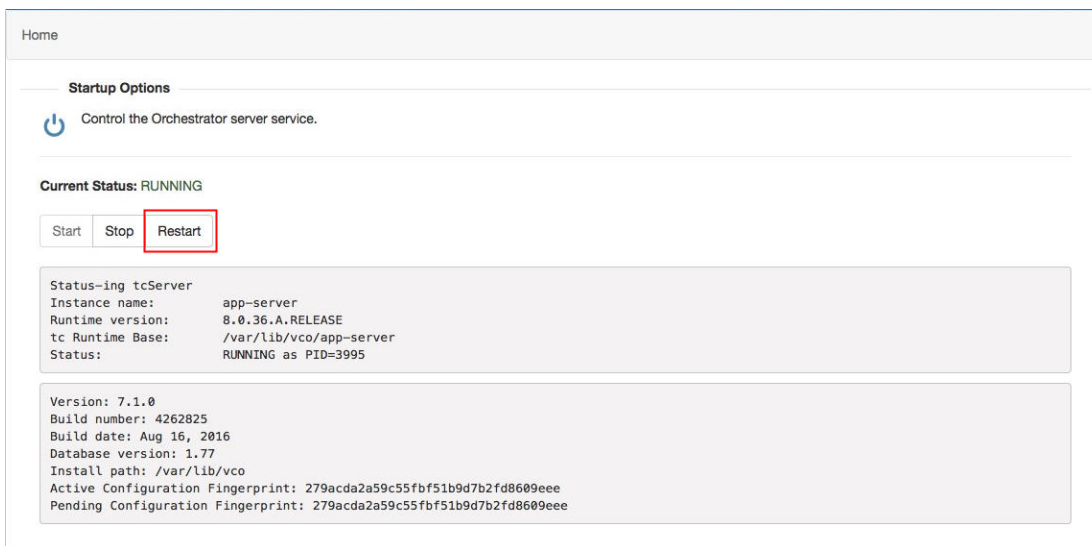 Home
Startup Options
Control the Orchestrator server service.
Current Status: RUNNING
Start Stop Restart
Status-ing tcServer
Instance name: app-server
Runtime version: 8.0.36.A.RELEASE
tc Runtime Base: /var/lib/vco/app-server
Status: RUNNING as PID=3995
Version: 7.1.0
Build number: 4262825
Build date: Aug 16, 2016
Database version: 1.77
Install path: /var/lib/vco
Active Configuration Fingerprint: 279acda2a59c55fbf51b9d7b2fd8609eee
Pending Configuration Fingerprint: 279acda2a59c55fbf51b9d7b2fd8609eee